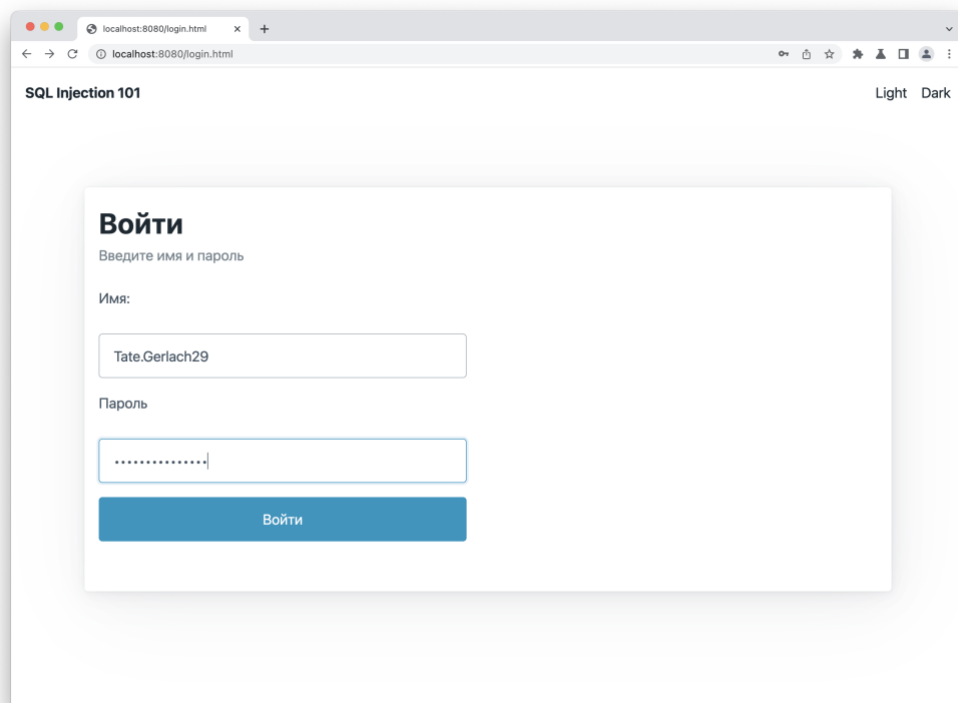 localhost:8080/login.html
localhost:8080/login.html
SQL Injection 101
Light Dark
Войти
Введите имя и пароль
Имя:
Tate.Gerlach29
Пароль
•••••••••••••••
Войти